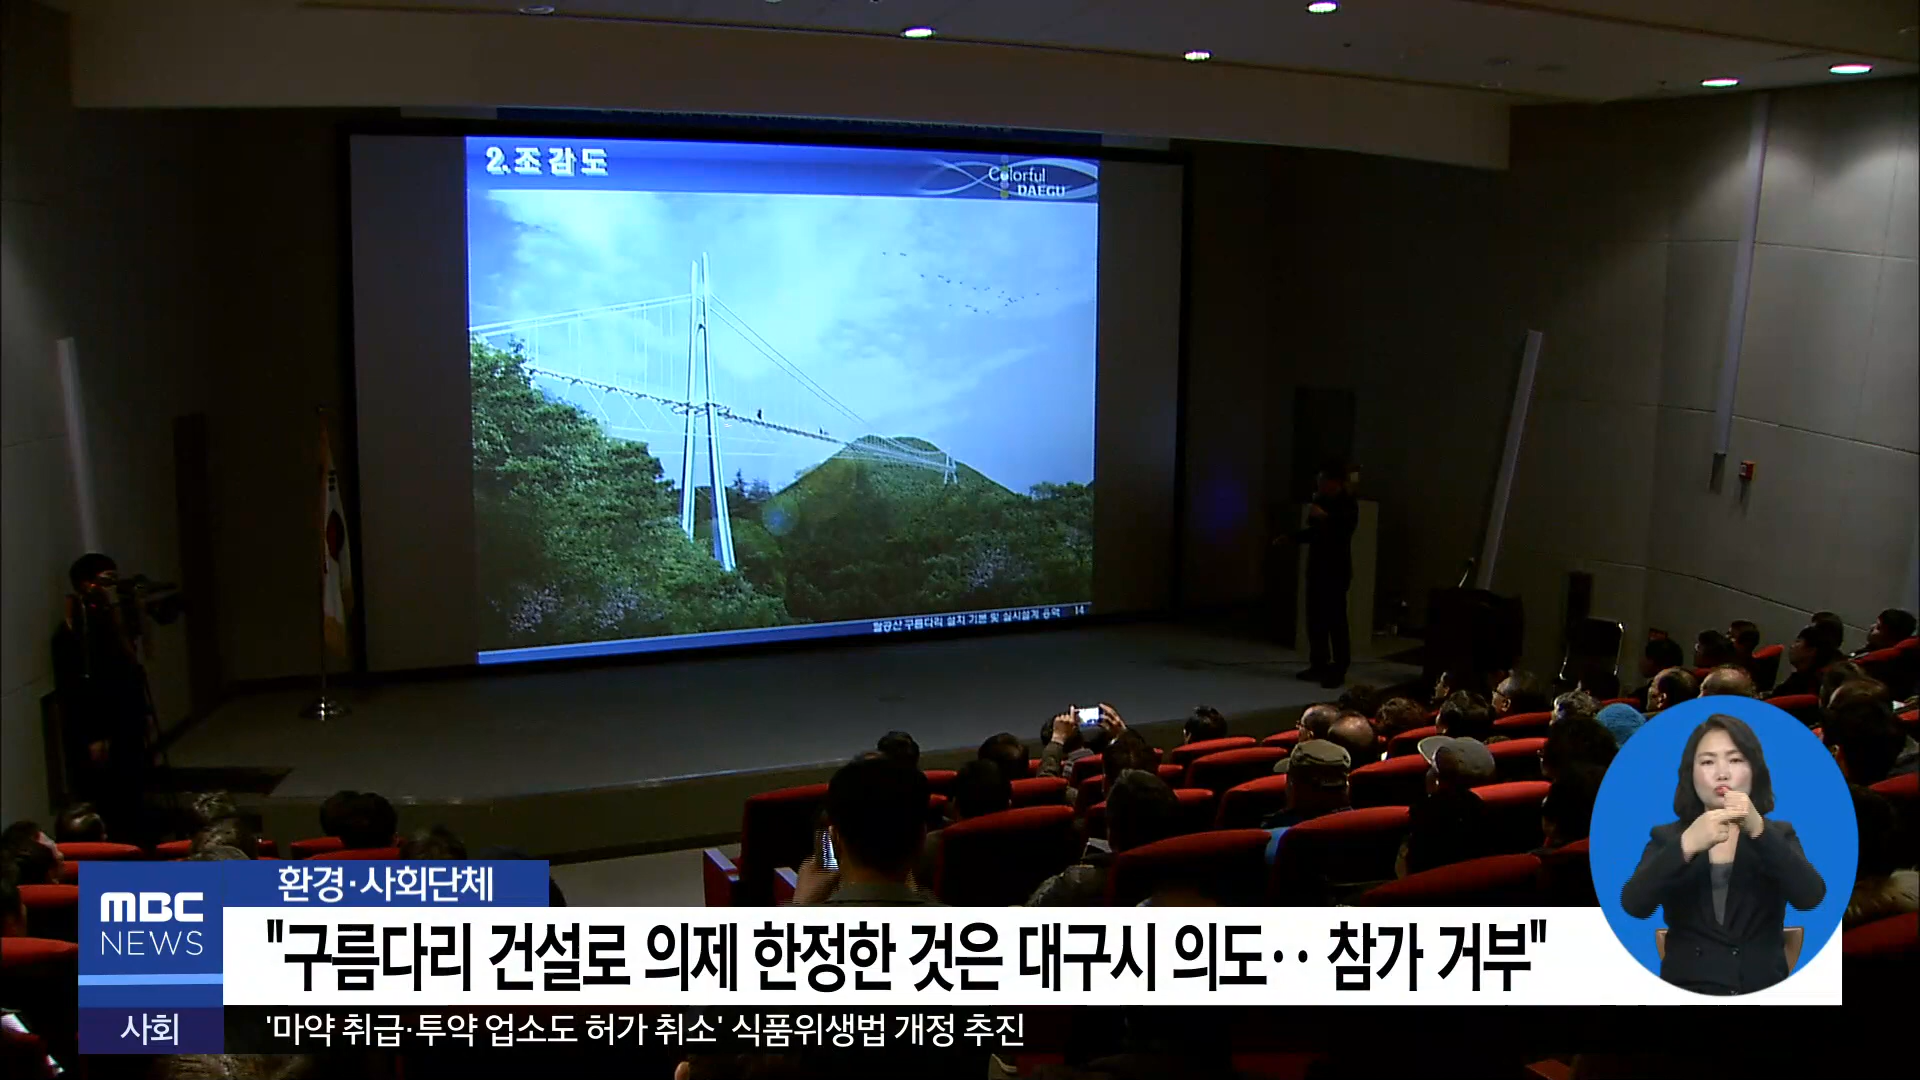 2.조감도
Colorful
DAEGU
팔공산 구름다리 설치 기본 및 실시설계 용역 14
환경·사회단체
MBC
NEWS
"구름다리 건설로 의제 한정한 것은 대구시 의도‥ 참가 거부"
사회
'마약 취급·투약 업소도 허가 취소' 식품위생법 개정 추진